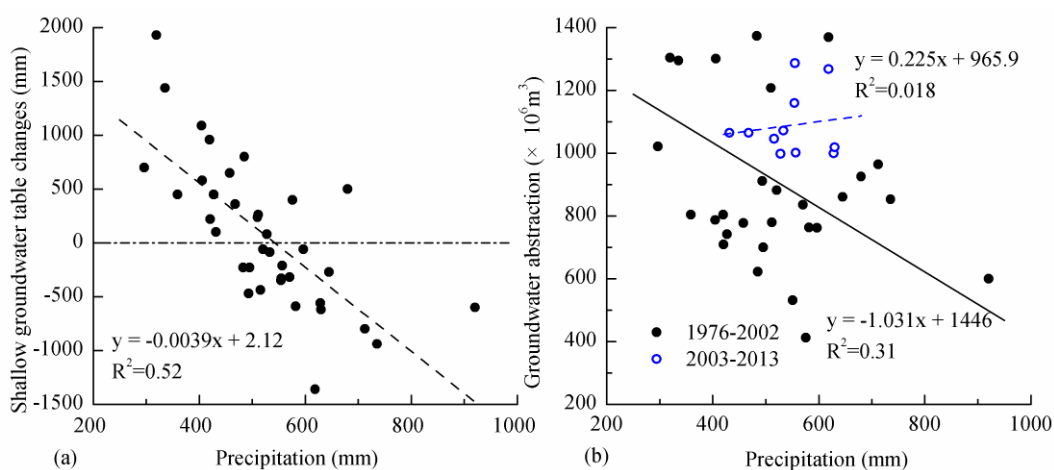 2000
1500
1000
500
0
-500
-1000
-1500
200
400
600
800
1000
Shallow groundwater table changes (mm)
Precipitation (mm)
(a)
y = -0.0039x + 2.12
R²=0.52
1400
1200
1000
800
600
400
200
200
400
600
800
1000
Groundwater abstraction (× 10⁶m³)
Precipitation (mm)
(b)
y = 0.225x + 965.9
R²=0.018
1976-2002
2003-2013
y = -1.031x + 1446
R²=0.31